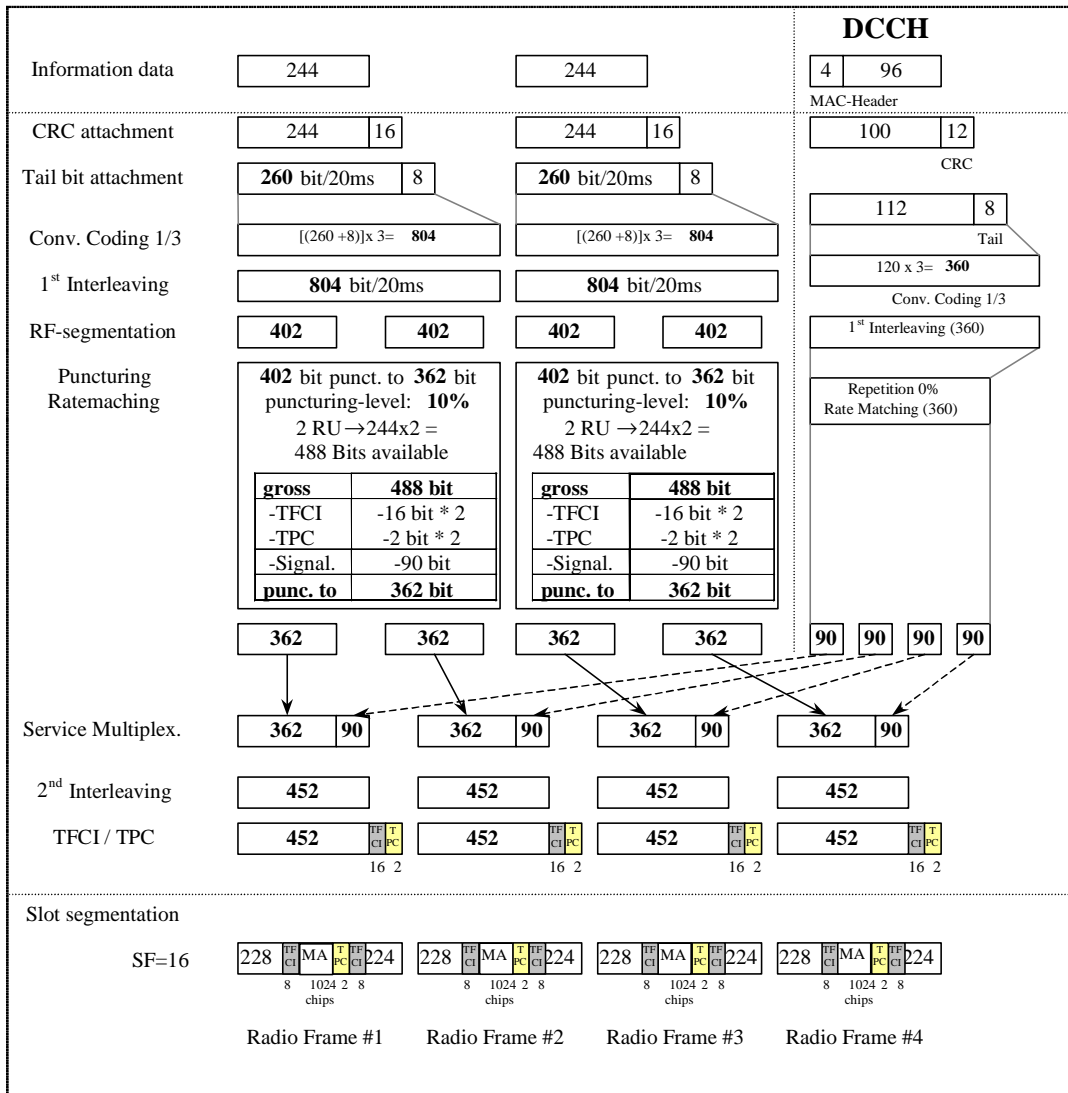 DCCH
Information data 244 244 4 96
MAC-Header
CRC attachment 244 16 244 16 100 12
CRC
Tail bit attachment 260 bit/20ms 8 260 bit/20ms 8
112 8
Tail
Conv. Coding 1/3 [(260 +8)]x 3= 804 [(260 +8)]x 3= 804
120 x 3= 360
Conv. Coding 1/3
1st Interleaving 804 bit/20ms 804 bit/20ms
RF-segmentation 402 402 402 402 1st Interleaving (360)
Puncturing
Ratemaching
402 bit punct. to 362 bit
puncturing-level: 10%
2 RU →244x2 =
488 Bits available
gross 488 bit
-TFCI -16 bit * 2
-TPC -2 bit * 2
-Signal. -90 bit
punc. to 362 bit
402 bit punct. to 362 bit
puncturing-level: 10%
2 RU →244x2 =
488 Bits available
gross 488 bit
-TFCI -16 bit * 2
-TPC -2 bit * 2
-Signal. -90 bit
punc. to 362 bit
Repetition 0%
Rate Matching (360)
362 362 362 362 90 90 90 90
Service Multiplex. 362 90 362 90 362 90 362 90
2nd Interleaving 452 452 452 452
TFCI / TPC 452 TF CI T PC 452 TF CI T PC 452 TF CI T PC 452 TF CI T PC
16 2 16 2 16 2 16 2
Slot segmentation
SF=16 228 TF CI MA T PC TF CI 224 228 TF CI MA T PC TF CI 224 228 TF CI MA T PC TF CI 224 228 TF CI MA T PC TF CI 224
8 1024 2 8 8 1024 2 8 8 1024 2 8 8 1024 2 8
chips chips chips chips
Radio Frame #1 Radio Frame #2 Radio Frame #3 Radio Frame #4